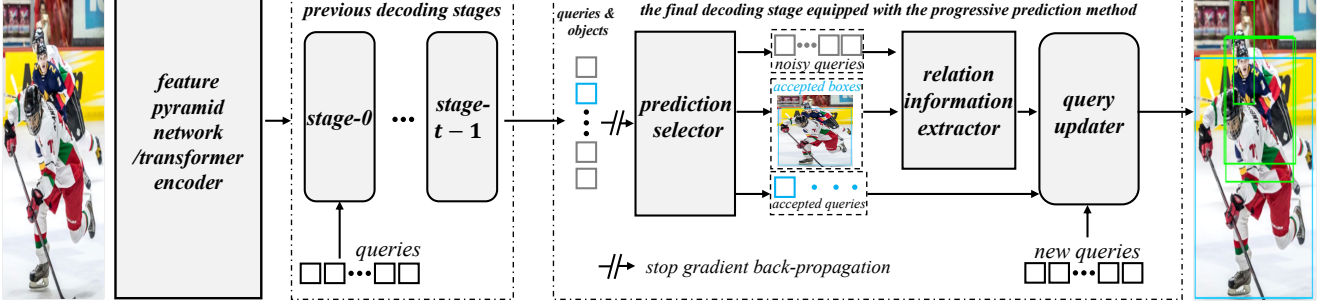 feature
pyramid
network
/transformer
encoder
previous decoding stages
stage-0
stage-
t − 1
queries
queries &
objects
the final decoding stage equipped with the progressive prediction method
prediction
selector
noisy queries
accepted boxes
accepted queries
relation
information
extractor
query
updater
new queries
stop gradient back-propagation